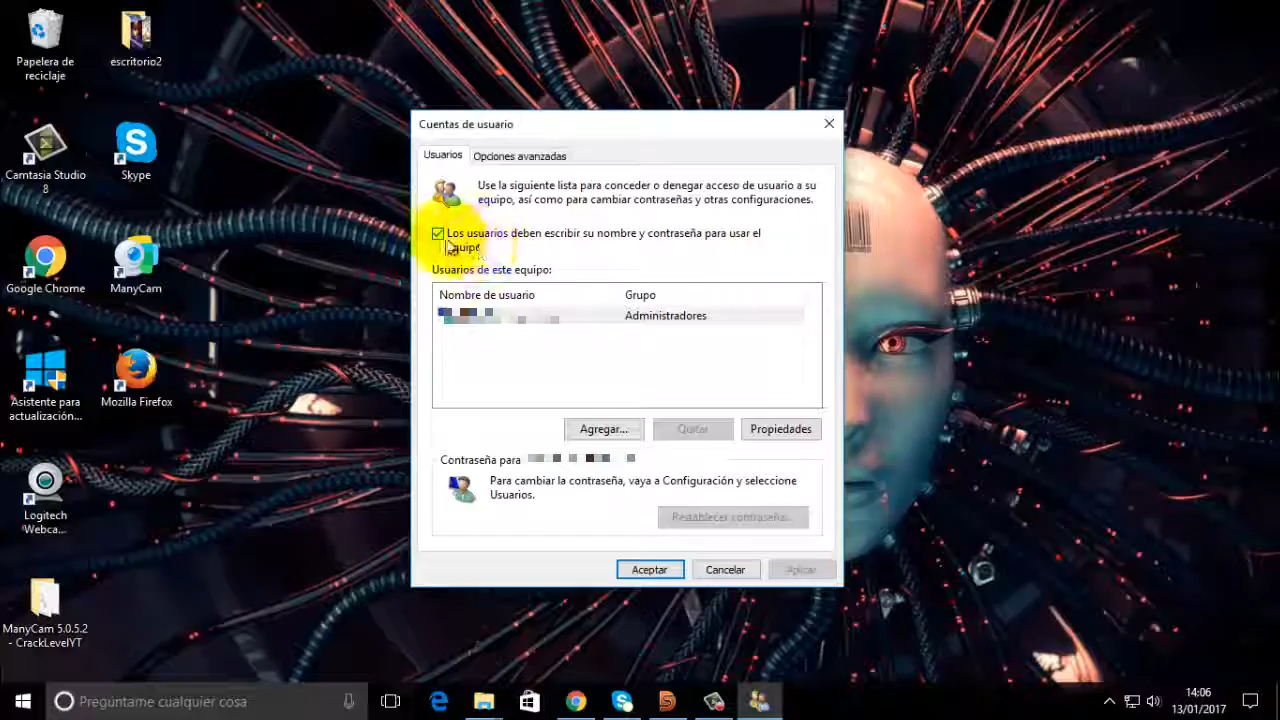 Papelera de
reciclaje
escritorio2
Camtasia Studio
8
Skype
Google Chrome
ManyCam
Asistente para
actualización...
Mozilla Firefox
Logitech
Webca...
ManyCam 5.0.5.2
- CrackLevelYT
Cuentas de usuario
Usuarios
Opciones avanzadas
Use la siguiente lista para conceder o denegar acceso de usuario a su
equipo, así como para cambiar contraseñas y otras configuraciones.
Los usuarios deben escribir su nombre y contraseña para usar el
equipo
Usuarios de este equipo:
Nombre de usuario
Grupo
Administradores
Agregar...
Quitar
Propiedades
Contraseña para
Para cambiar la contraseña, vaya a Configuración y seleccione
Usuarios.
Restablecer contraseña...
Aceptar
Cancelar
Aplicar
Pregúntame cualquier cosa
14:06
13/01/2017